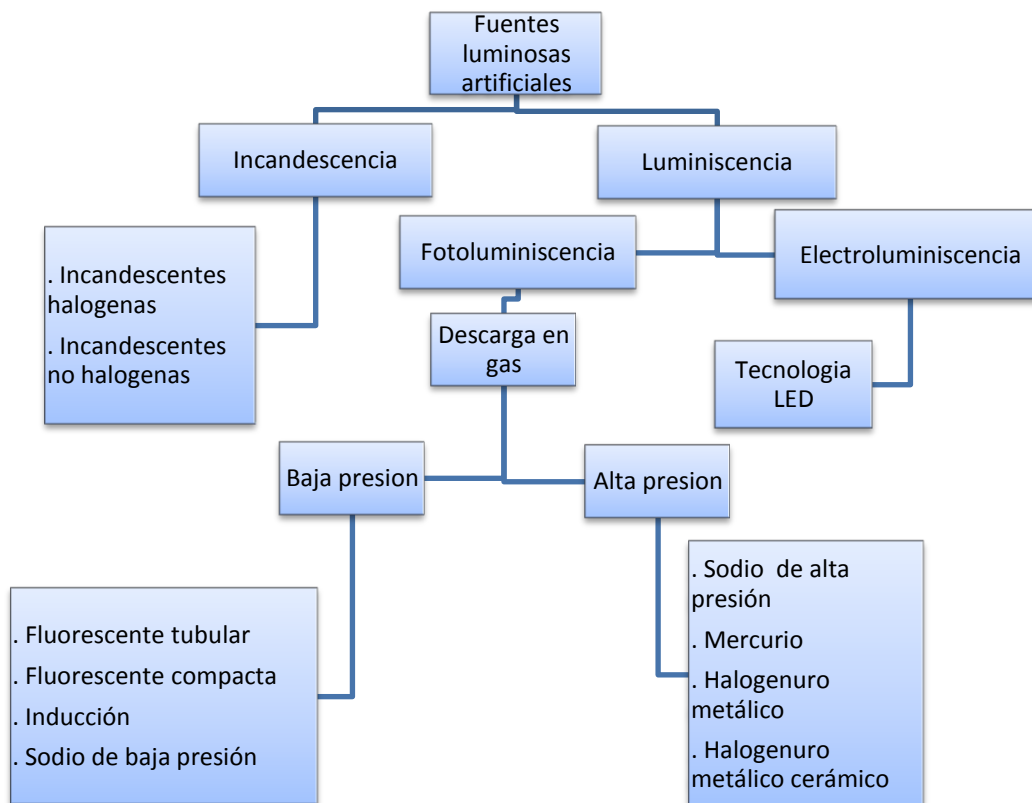 Fuentes
luminosas
artificiales
Incandescencia
Luminiscencia
Fotoluminiscencia
Electroluminiscencia
. Incandescentes
halogenas
. Incandescentes
no halogenas
Descarga en
gas
Tecnologia
LED
Baja presion
Alta presion
. Fluorescente tubular
. Fluorescente compacta
. Inducción
. Sodio de baja presión
. Sodio de alta
presión
. Mercurio
. Halogenuro
metálico
. Halogenuro
metálico cerámico